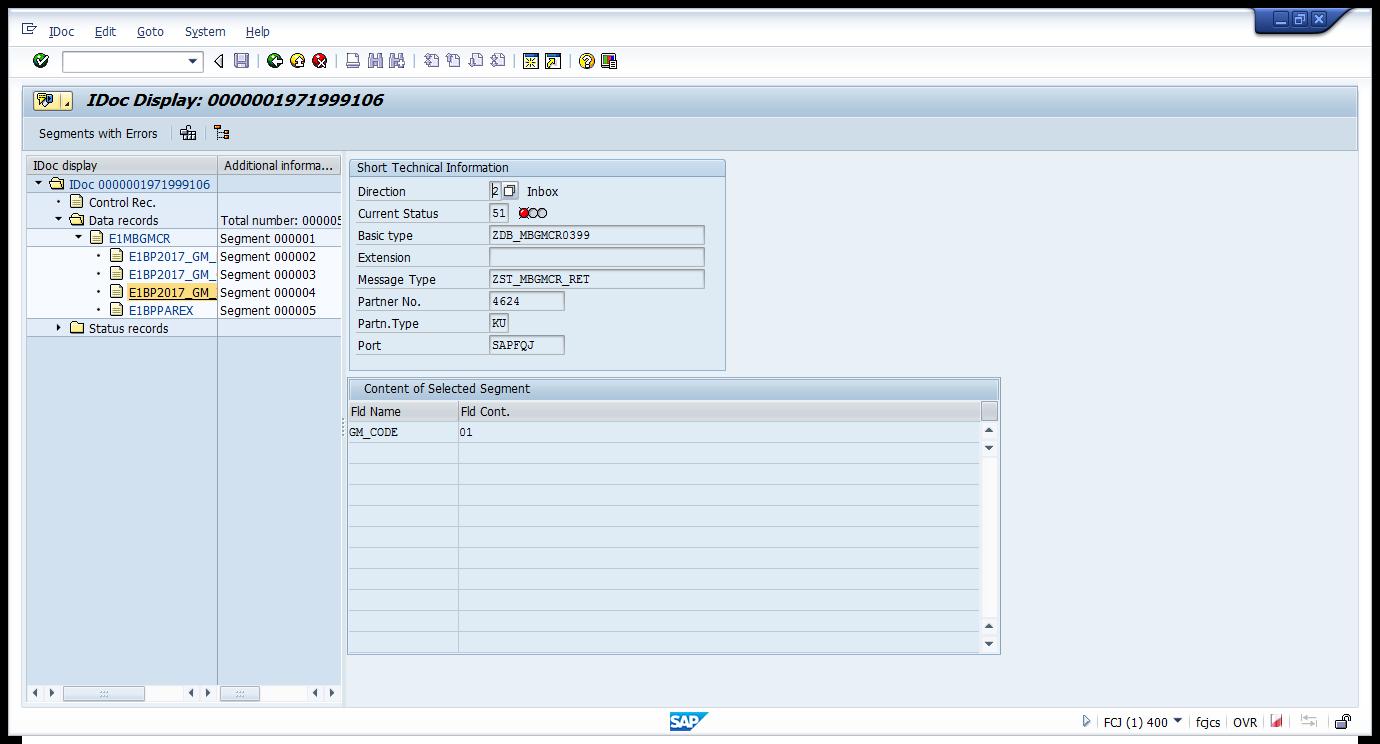 IDoc Edit Goto System Help
IDoc Display: 0000001971999106
Segments with Errors
IDoc display Additional informa...
IDoc 0000001971999106
Control Rec.
Data records Total number: 000005
E1MBGMCR Segment 000001
E1BP2017_GM_ Segment 000002
E1BP2017_GM_ Segment 000003
E1BP2017_GM_ Segment 000004
E1BPPAREX Segment 000005
Status records
Short Technical Information
Direction 2 Inbox
Current Status 51
Basic type ZDB_MBGMCR0399
Extension
Message Type ZST_MBGMCR_RET
Partner No. 4624
Partn.Type KU
Port SAPFQJ
Content of Selected Segment
Fld Name Fld Cont.
GM_CODE 01
SAP
FCJ (1) 400 fcjcs OVR